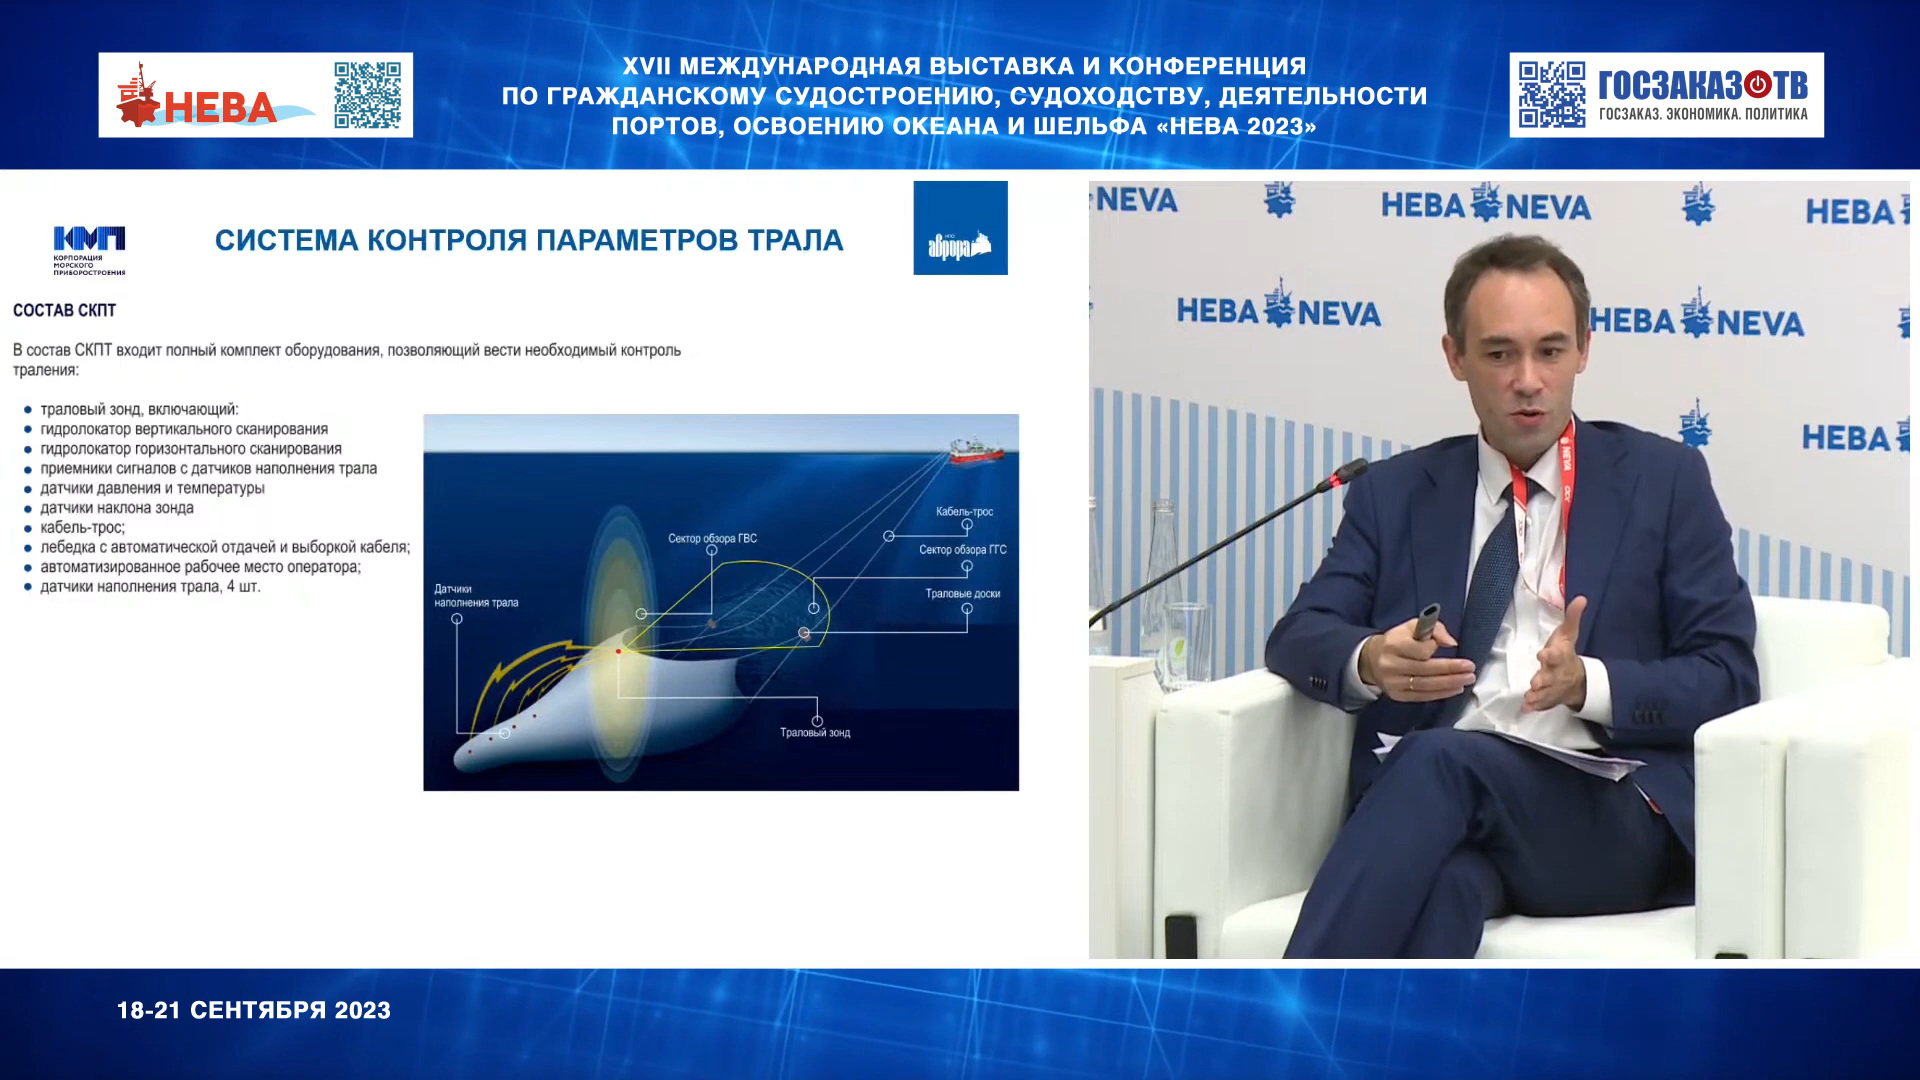 НЕВА
XVII МЕЖДУНАРОДНАЯ ВЫСТАВКА И КОНФЕРЕНЦИЯ
ПО ГРАЖДАНСКОМУ СУДОСТРОЕНИЮ, СУДОХОДСТВУ, ДЕЯТЕЛЬНОСТИ
ПОРТОВ, ОСВОЕНИЮ ОКЕАНА И ШЕЛЬФА «НЕВА 2023»
ГОСЗАКАЗ ТВ
ГОСЗАКАЗ. ЭКОНОМИКА. ПОЛИТИКА
КМП
КОРПОРАЦИЯ
МОРСКОГО
ПРИБОРОСТРОЕНИЯ
СИСТЕМА КОНТРОЛЯ ПАРАМЕТРОВ ТРАЛА
НПО
аврора
СОСТАВ СКПТ
В состав СКПТ входит полный комплект оборудования, позволяющий вести необходимый контроль
траления:
траловый зонд, включающий:
гидролокатор вертикального сканирования
гидролокатор горизонтального сканирования
приемники сигналов с датчиков наполнения трала
датчики давления и температуры
датчики наклона зонда
кабель-трос;
лебедка с автоматической отдачей и выборкой кабеля;
автоматизированное рабочее место оператора;
датчики наполнения трала, 4 шт.
Кабель-трос
Сектор обзора ГВС
Сектор обзора ГГС
Датчики
наполнения трала
Траловые доски
Траловый зонд
NEVA
НЕВА NEVA
НЕВА
НЕВА NEVA
НЕВА NEVA
НЕВА
NEVA
18-21 СЕНТЯБРЯ 2023